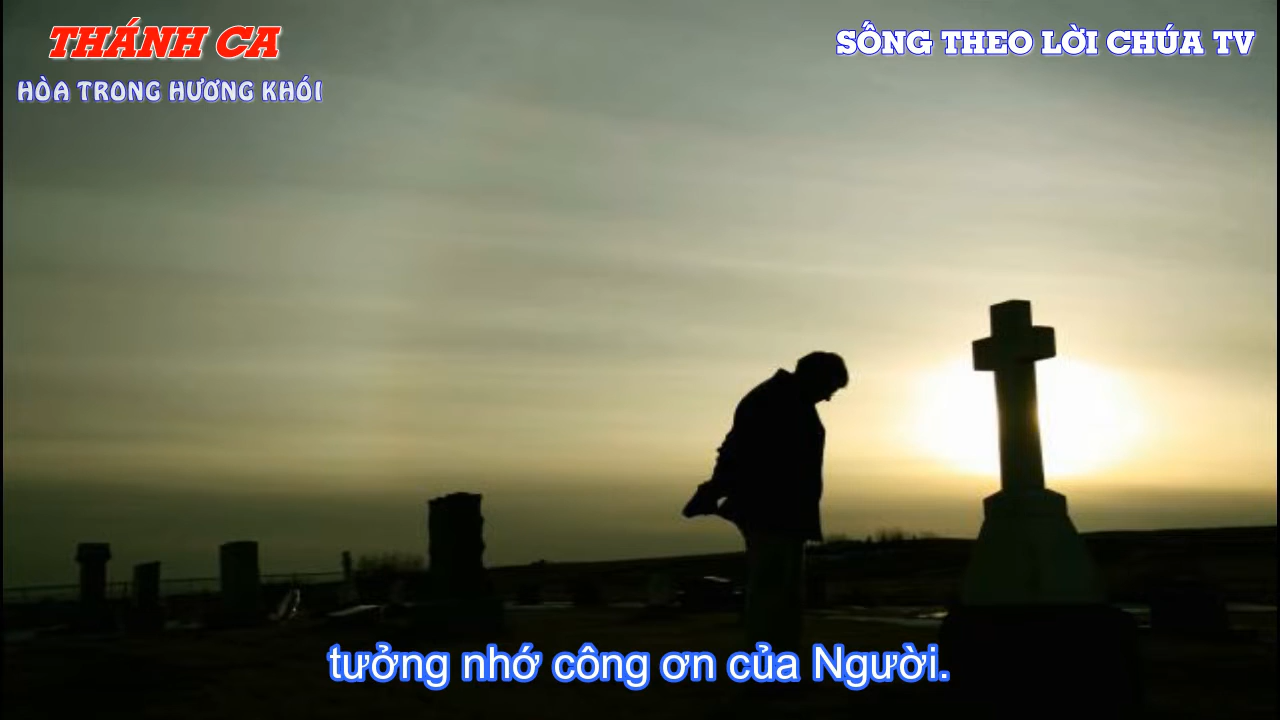 THÁNH CA
SỐNG THEO LỜI CHÚA TV
HÒA TRONG HƯƠNG KHÓI
tưởng nhớ công ơn của Người.